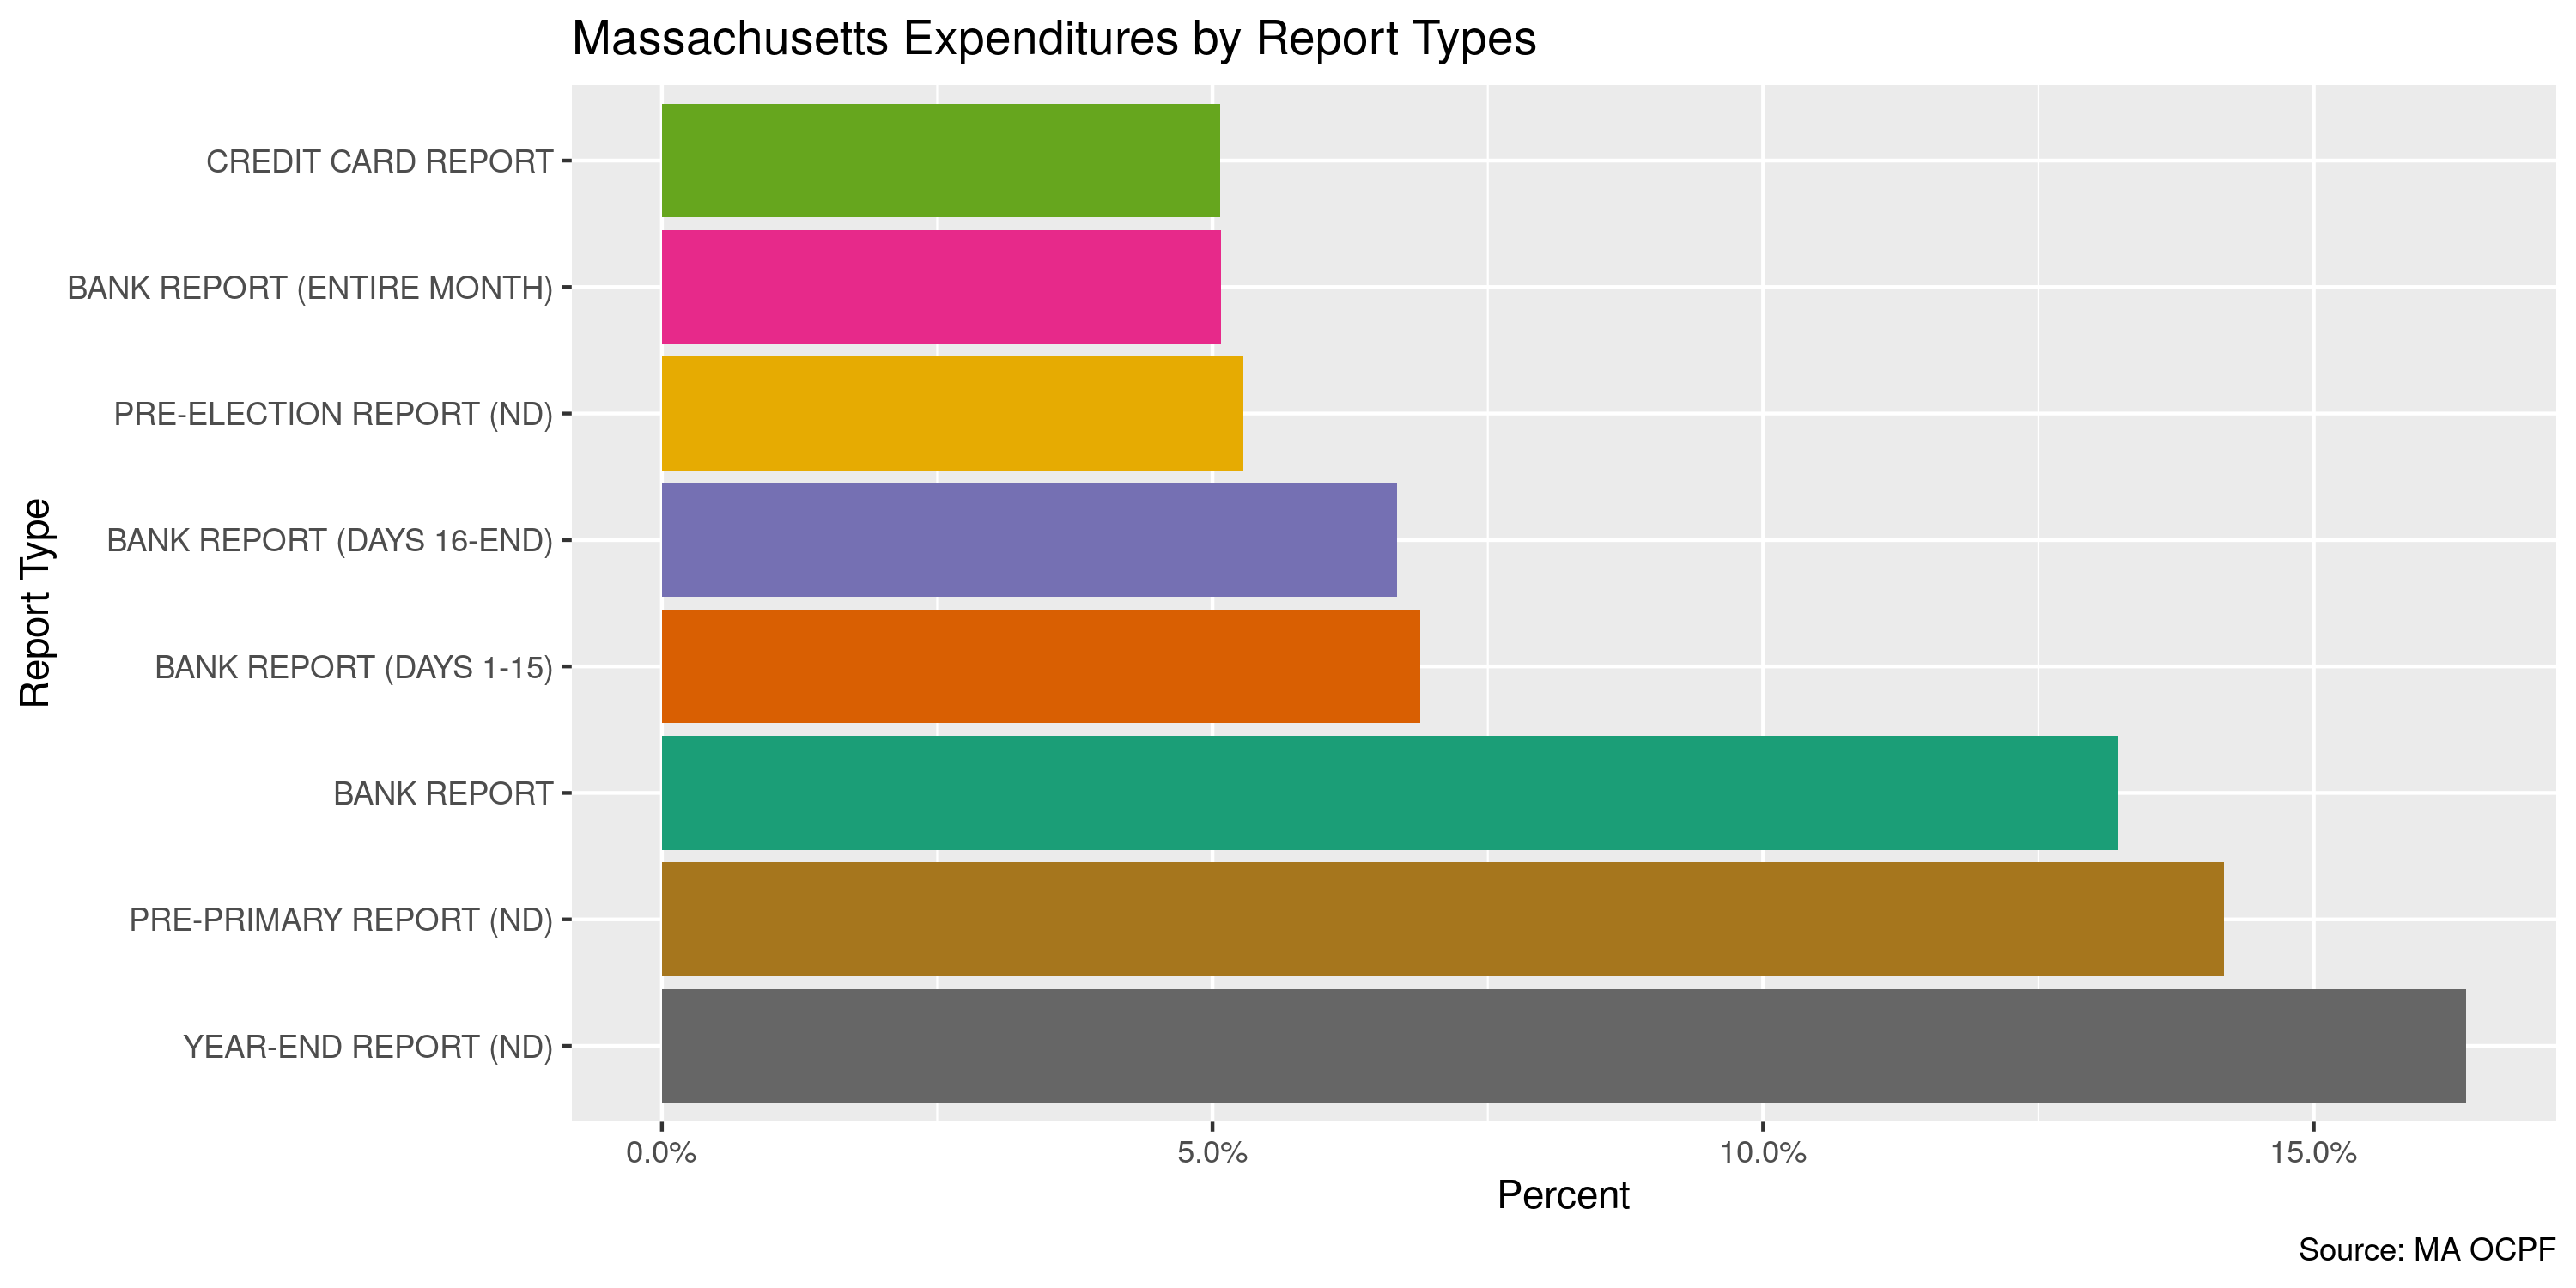 Massachusetts Expenditures by Report Types
CREDIT CARD REPORT
BANK REPORT (ENTIRE MONTH)
PRE-ELECTION REPORT (ND)
BANK REPORT (DAYS 16-END)
BANK REPORT (DAYS 1-15)
BANK REPORT
PRE-PRIMARY REPORT (ND)
YEAR-END REPORT (ND)
Report Type
0.0% 5.0% 10.0% 15.0%
Percent
Source: MA OCPF